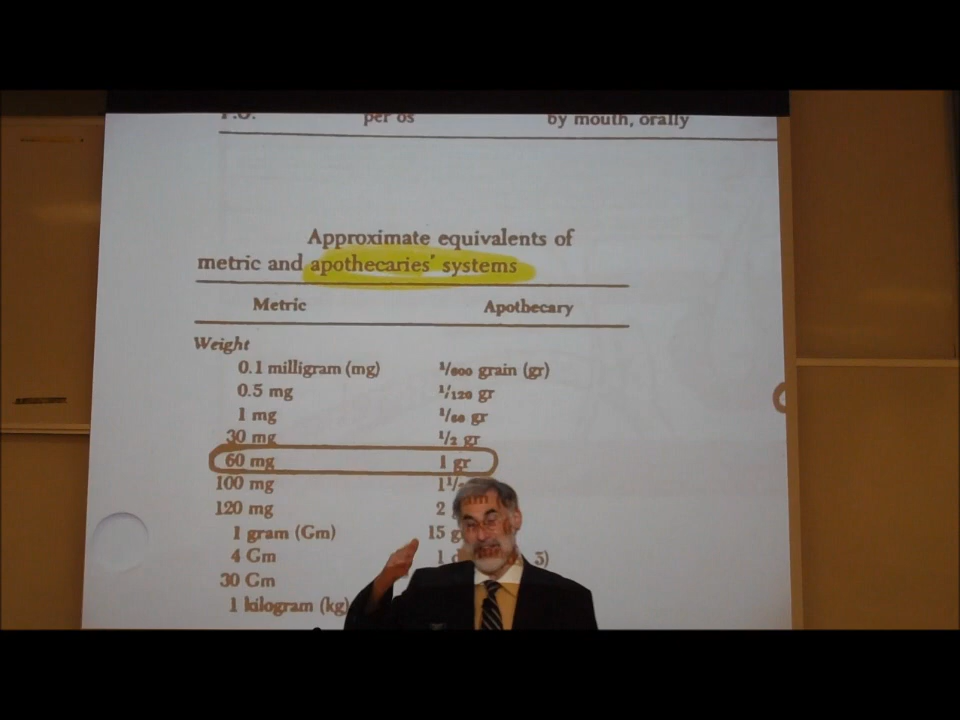 P.O. per os by mouth, orally
Approximate equivalents of
metric and apothecaries' systems
Metric Apothecary
Weight
0.1 milligram (mg) ¹/₆₀₀ grain (gr)
0.5 mg ¹/₁₂₀ gr
1 mg ¹/₆₀ gr
30 mg ¹/₂ gr
60 mg 1 gr
100 mg
120 mg 2
1 gram (Gm) 15
4 Gm 1
30 Gm
1 kilogram (kg)